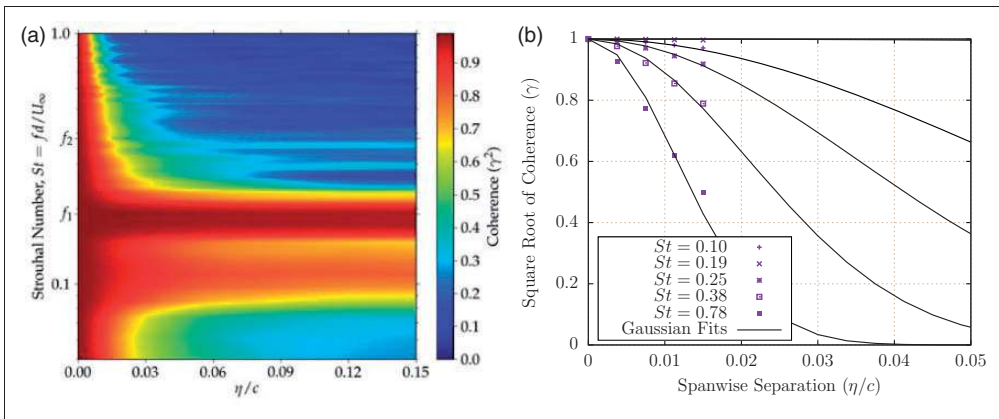 (a)
1.0
f₂
f₁
0.1
Strouhal Number, St = fd/U∞
0.00 0.03 0.06 0.09 0.12 0.15
η/c
0.9
0.8
0.7
0.6
0.5
0.4
0.3
0.2
0.1
0.0
Coherence (γ²)
(b)
1
0.8
0.6
0.4
0.2
0
Square Root of Coherence (γ)
St = 0.10
St = 0.19
St = 0.25
St = 0.38
St = 0.78
Gaussian Fits
0 0.01 0.02 0.03 0.04 0.05
Spanwise Separation (η/c)